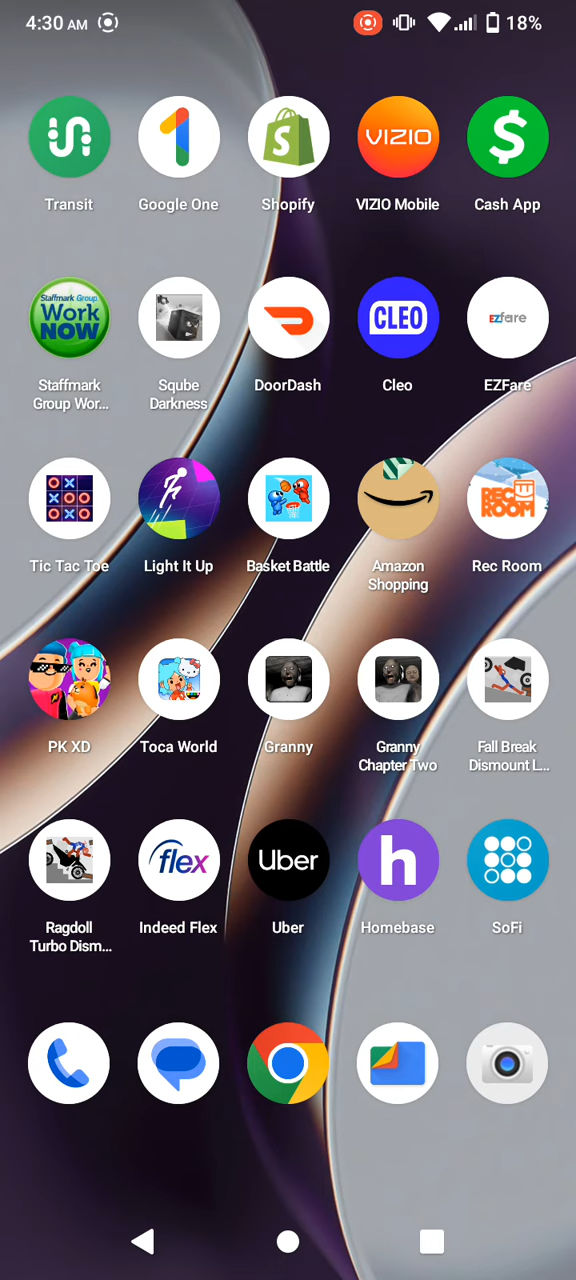 4:30 AM
18%
VIZIO
Transit
Google One
Shopify
VIZIO Mobile
Cash App
Staffmark Group
Work
NOW
CLEO
EZfare
Staffmark
Group Wor...
Sqube
Darkness
DoorDash
Cleo
EZFare
REC
ROOM
Tic Tac Toe
Light It Up
Basket Battle
Amazon
Shopping
Rec Room
PK XD
Toca World
Granny
Granny
Chapter Two
Fall Break
Dismount L...
flex
Uber
h
Ragdoll
Turbo Dism...
Indeed Flex
Uber
Homebase
SoFi